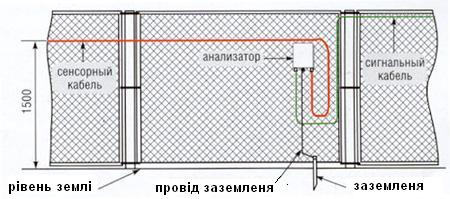 анализатор
сенсорный
кабель
сигнальный
кабель
1500
рівень землі
провід заземленя
заземленя